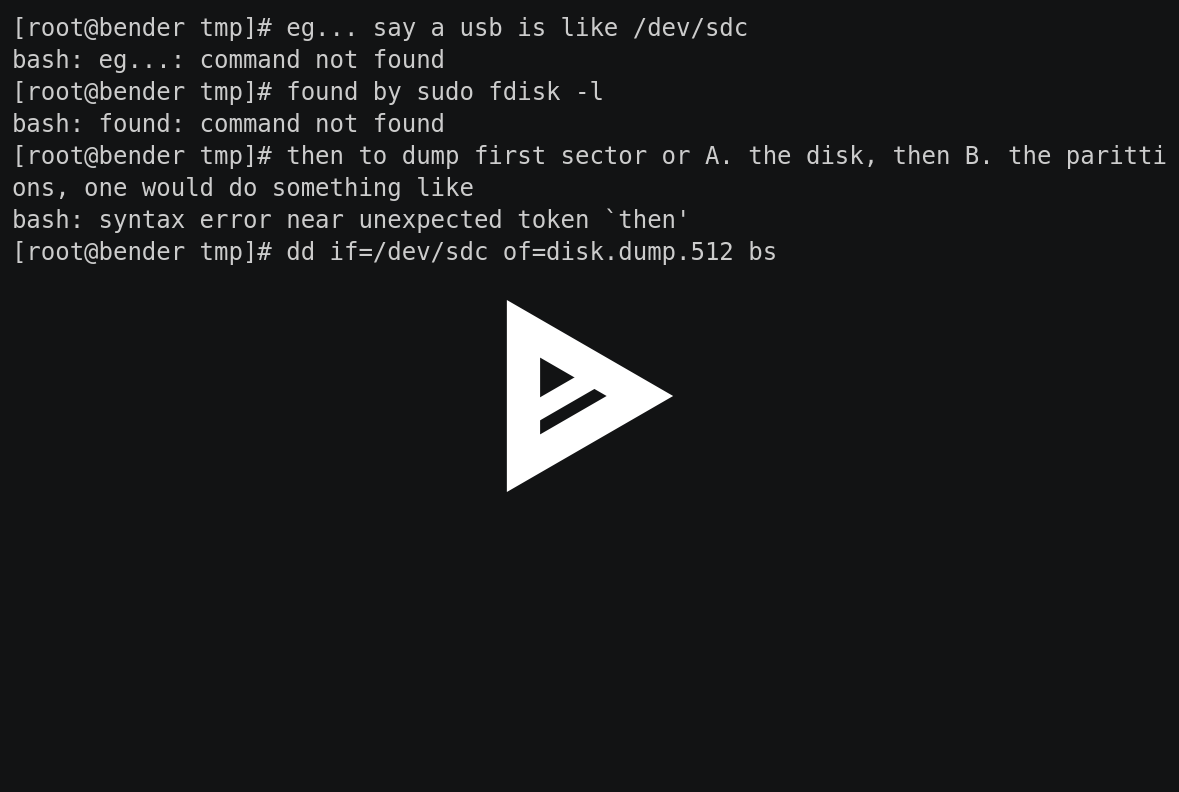 [root@bender tmp]# eg... say a usb is like /dev/sdc
bash: eg...: command not found
[root@bender tmp]# found by sudo fdisk -l
bash: found: command not found
[root@bender tmp]# then to dump first sector or A. the disk, then B. the paritti
ons, one would do something like
bash: syntax error near unexpected token `then'
[root@bender tmp]# dd if=/dev/sdc of=disk.dump.512 bs